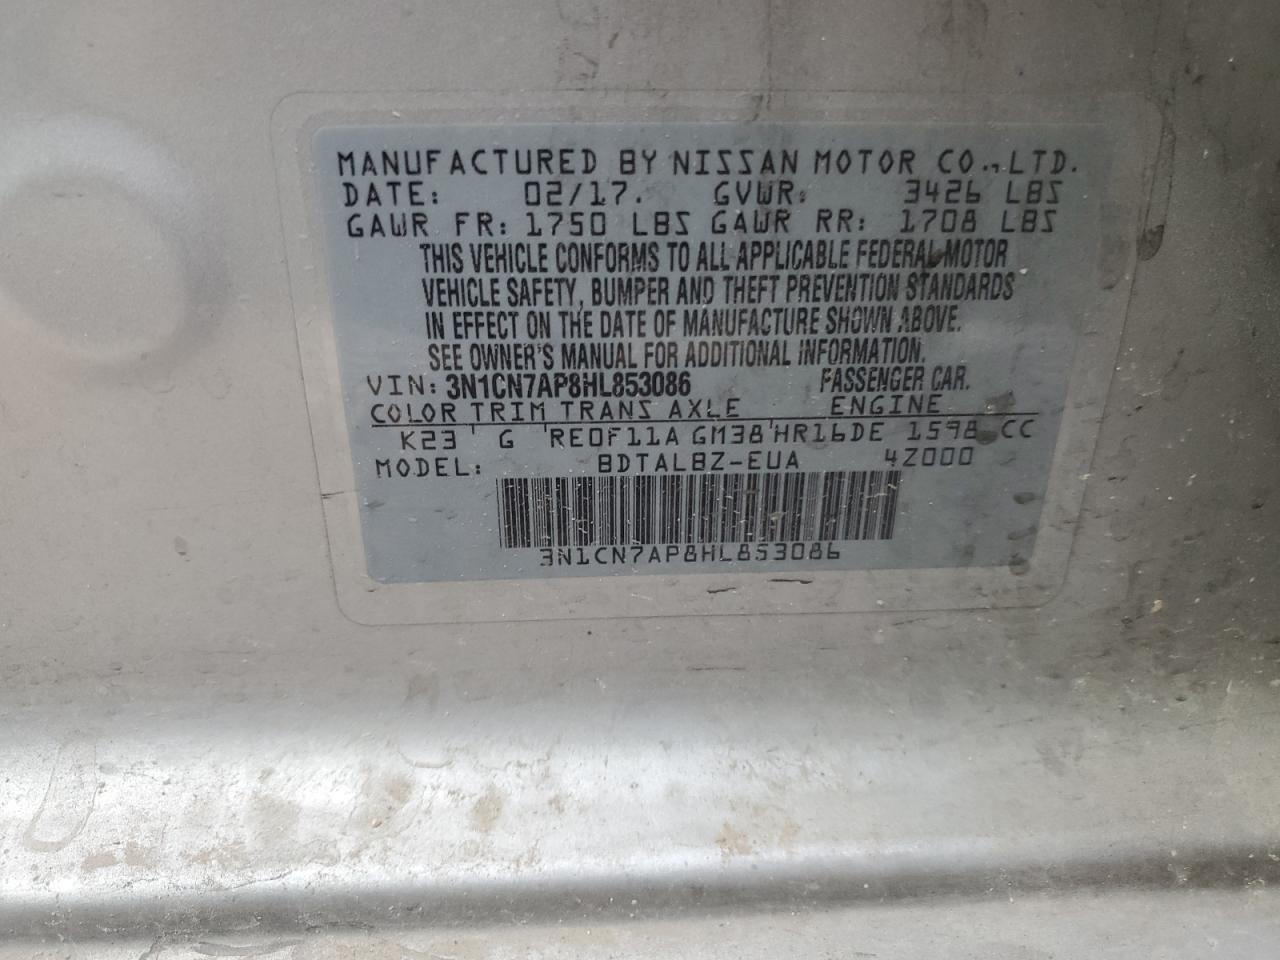 MANUFACTURED BY NISSAN MOTOR CO., LTD.
DATE: 02/17. GVWR: 3426 LBS
GAWR FR: 1750 LBS GAWR RR: 1708 LBS
THIS VEHICLE CONFORMS TO ALL APPLICABLE FEDERAL MOTOR
VEHICLE SAFETY, BUMPER AND THEFT PREVENTION STANDARDS
IN EFFECT ON THE DATE OF MANUFACTURE SHOWN ABOVE.
SEE OWNER'S MANUAL FOR ADDITIONAL INFORMATION.
VIN: 3N1CN7AP8HL853086 PASSENGER CAR.
COLOR TRIM TRANS AXLE ENGINE
K23 G RE0F11A GM38 HR16DE 1598 CC
MODEL: BDTALBZ-EUA 4Z000
3N1CN7AP8HL853086